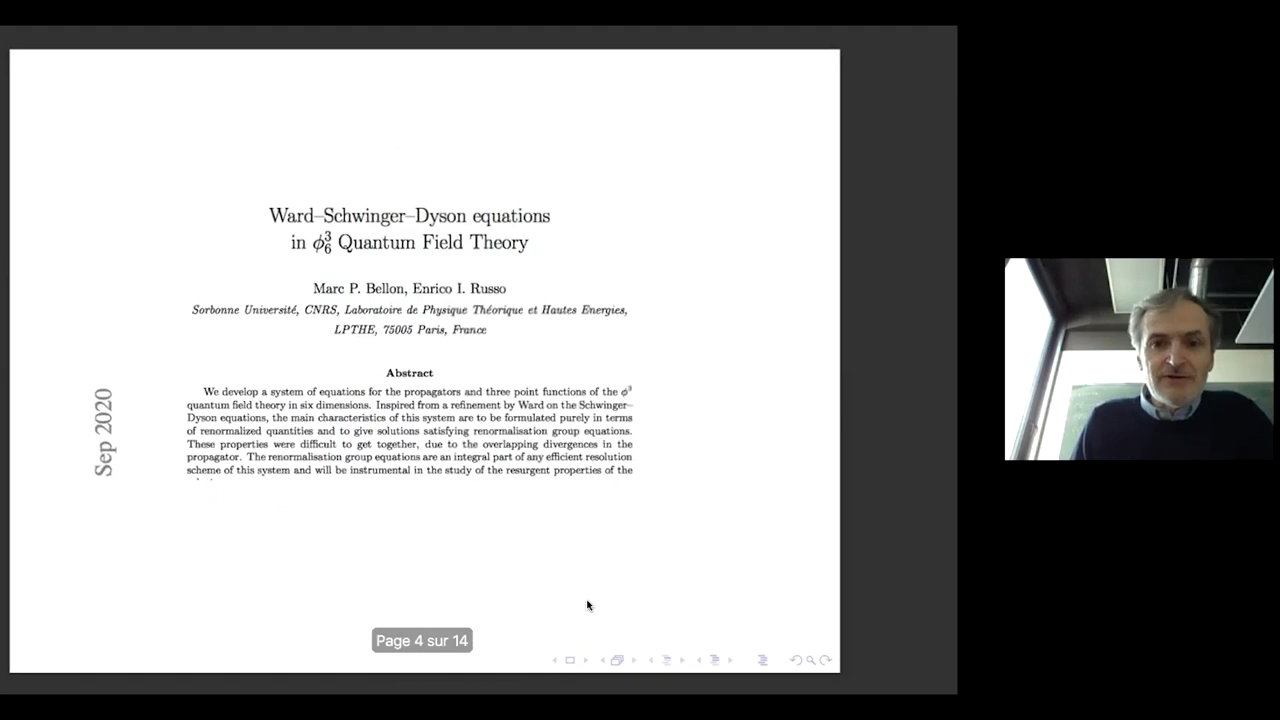 Ward–Schwinger–Dyson equations
in ϕ₆³ Quantum Field Theory
Marc P. Bellon, Enrico I. Russo
Sorbonne Université, CNRS, Laboratoire de Physique Théorique et Hautes Energies,
LPTHE, 75005 Paris, France
Abstract
We develop a system of equations for the propagators and three point functions of the ϕ³
quantum field theory in six dimensions. Inspired from a refinement by Ward on the Schwinger–
Dyson equations, the main characteristics of this system are to be formulated purely in terms
of renormalized quantities and to give solutions satisfying renormalisation group equations.
These properties were difficult to get together, due to the overlapping divergences in the
propagator. The renormalisation group equations are an integral part of any efficient resolution
scheme of this system and will be instrumental in the study of the resurgent properties of the
Sep 2020
Page 4 sur 14